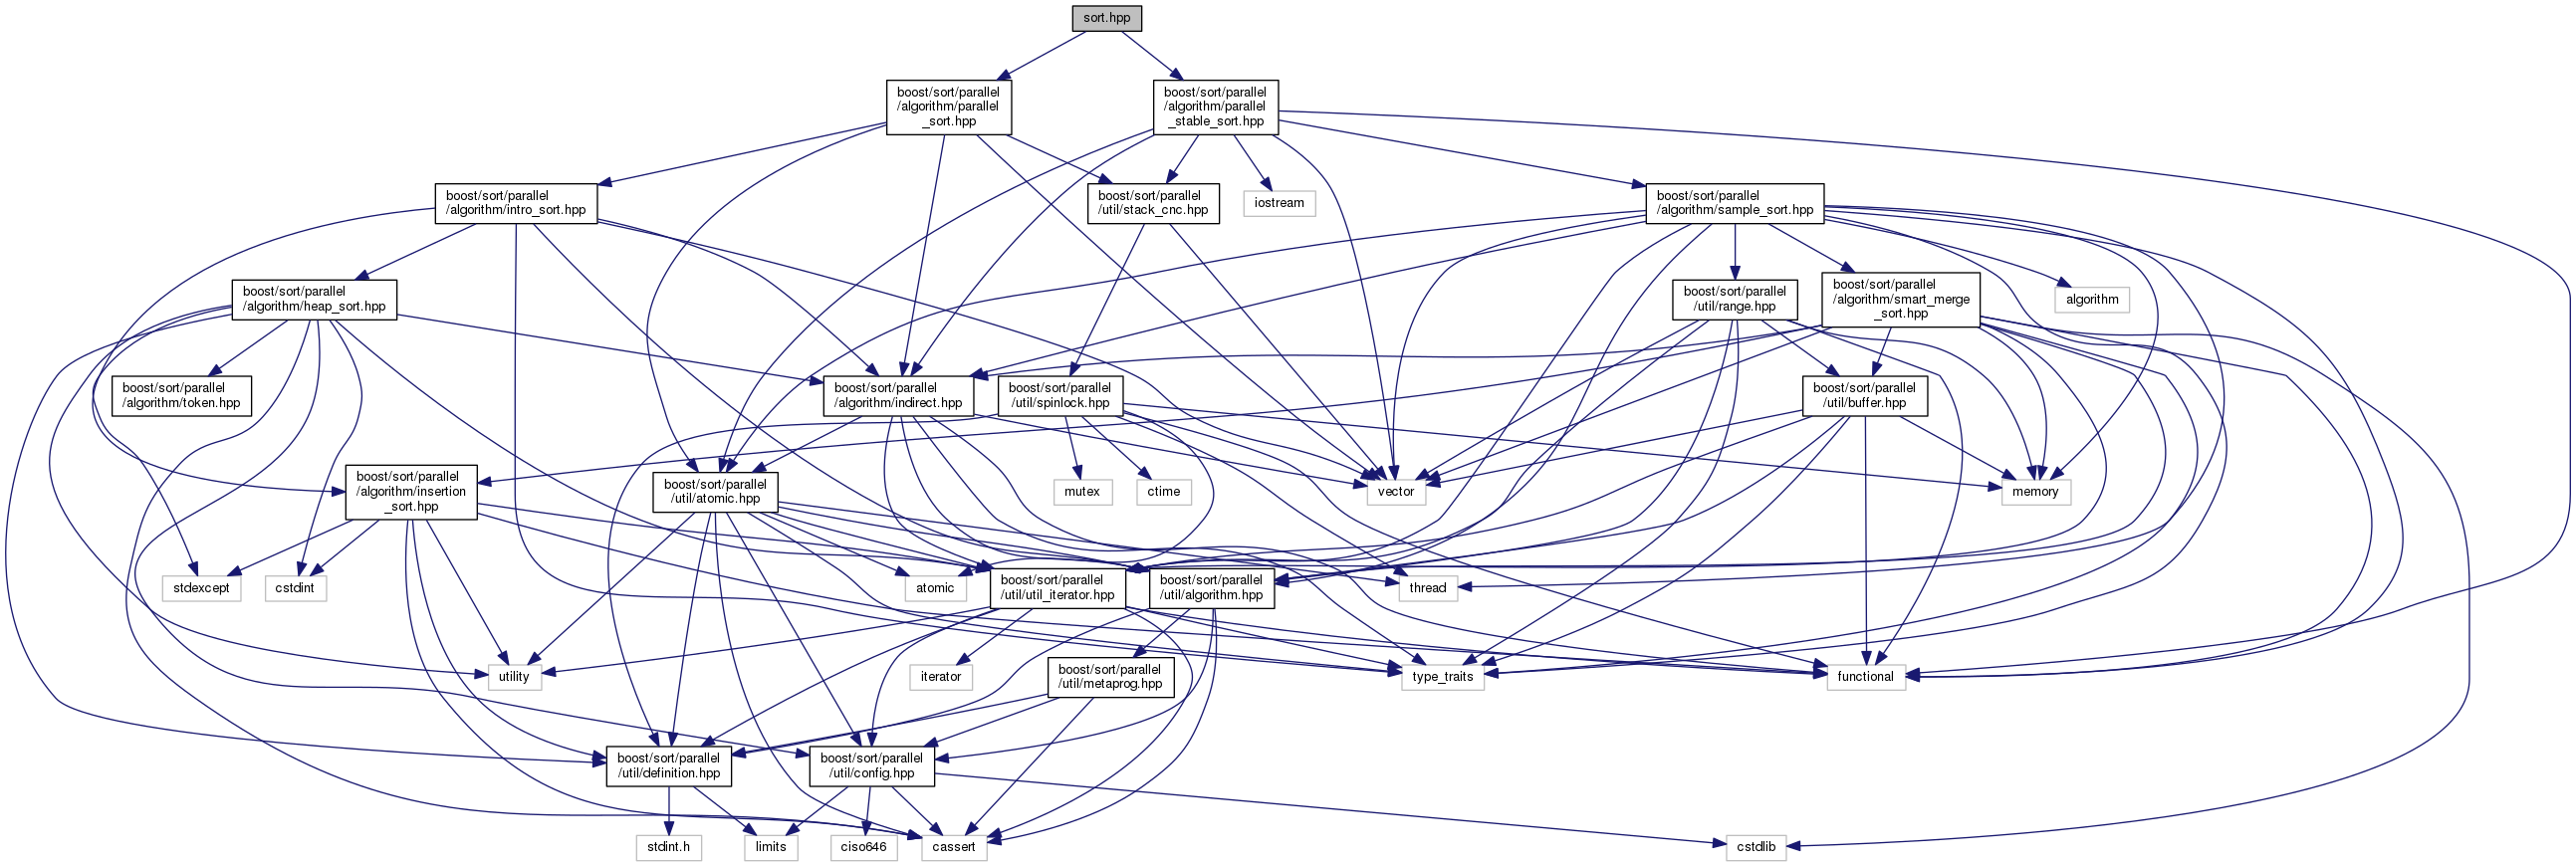 sort.hpp
boost/sort/parallel
/algorithm/parallel
_sort.hpp
boost/sort/parallel
/algorithm/parallel
_stable_sort.hpp
boost/sort/parallel
/algorithm/intro_sort.hpp
boost/sort/parallel
/util/stack_cnc.hpp
iostream
boost/sort/parallel
/algorithm/sample_sort.hpp
boost/sort/parallel
/algorithm/heap_sort.hpp
boost/sort/parallel
/util/range.hpp
boost/sort/parallel
/algorithm/smart_merge
_sort.hpp
algorithm
boost/sort/parallel
/algorithm/token.hpp
boost/sort/parallel
/algorithm/indirect.hpp
boost/sort/parallel
/util/spinlock.hpp
boost/sort/parallel
/util/buffer.hpp
boost/sort/parallel
/algorithm/insertion
_sort.hpp
boost/sort/parallel
/util/atomic.hpp
mutex
ctime
vector
memory
stdexcept
cstdint
atomic
boost/sort/parallel
/util/util_iterator.hpp
boost/sort/parallel
/util/algorithm.hpp
thread
utility
iterator
boost/sort/parallel
/util/metaprog.hpp
type_traits
functional
boost/sort/parallel
/util/definition.hpp
boost/sort/parallel
/util/config.hpp
stdint.h
limits
ciso646
cassert
cstdlib